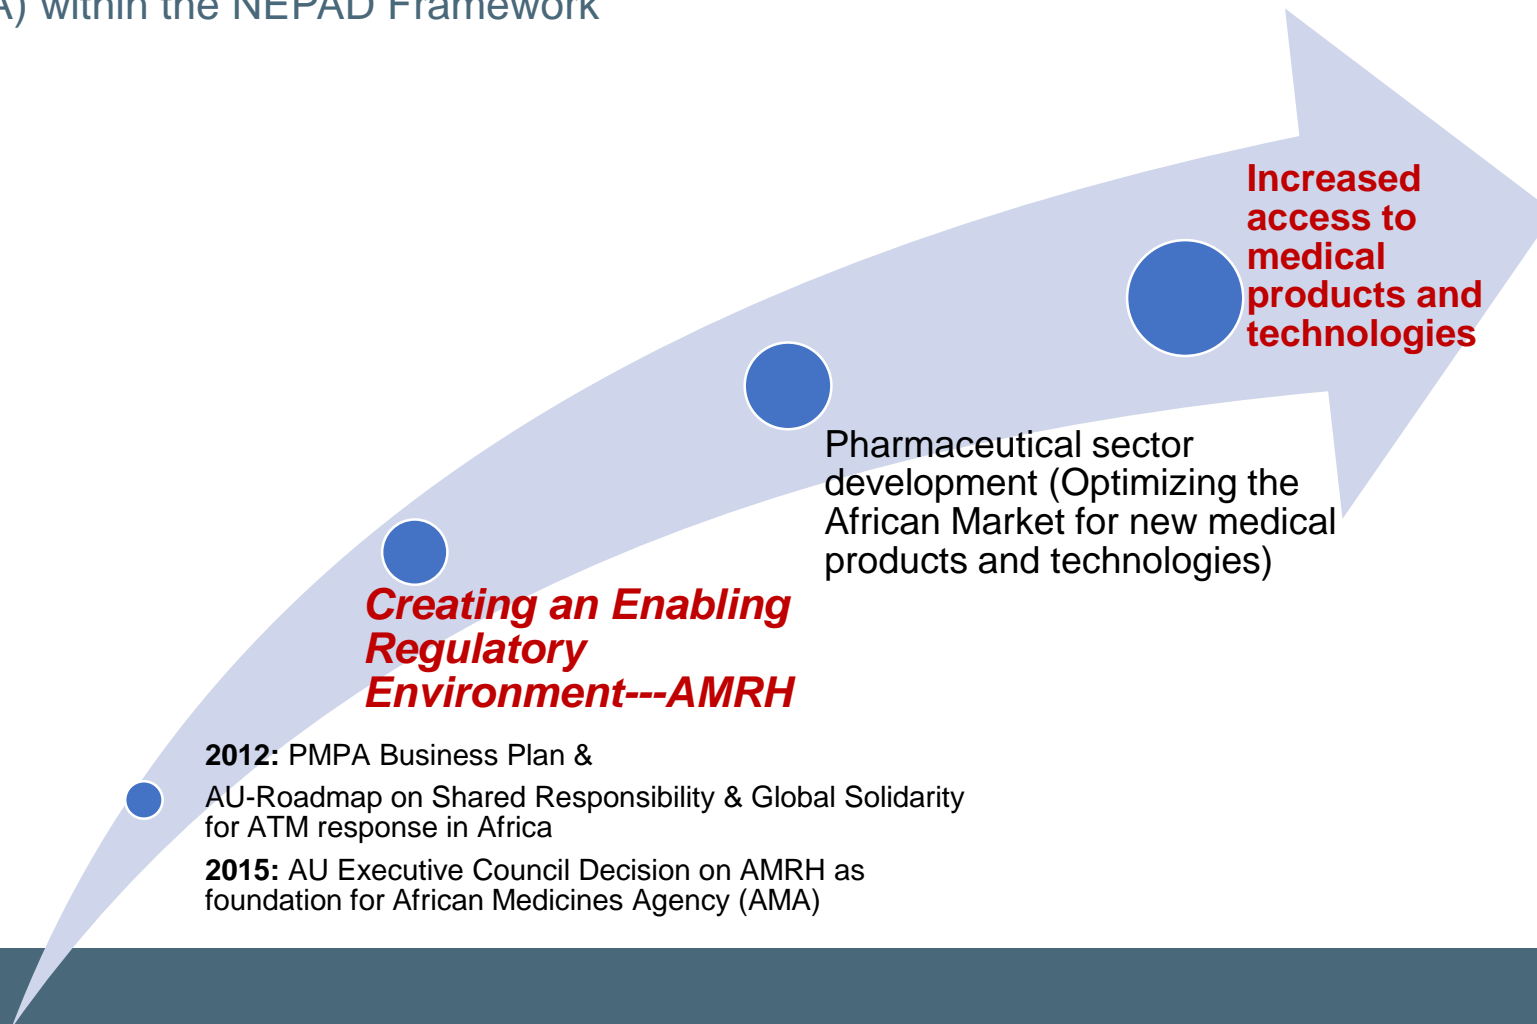 A) within the NEPAD Framework
Increased
access to
medical
products and
technologies
Pharmaceutical sector
development (Optimizing the
African Market for new medical
products and technologies)
Creating an Enabling
Regulatory
Environment---AMRH
2012: PMPA Business Plan &
AU-Roadmap on Shared Responsibility & Global Solidarity
for ATM response in Africa
2015: AU Executive Council Decision on AMRH as
foundation for African Medicines Agency (AMA)